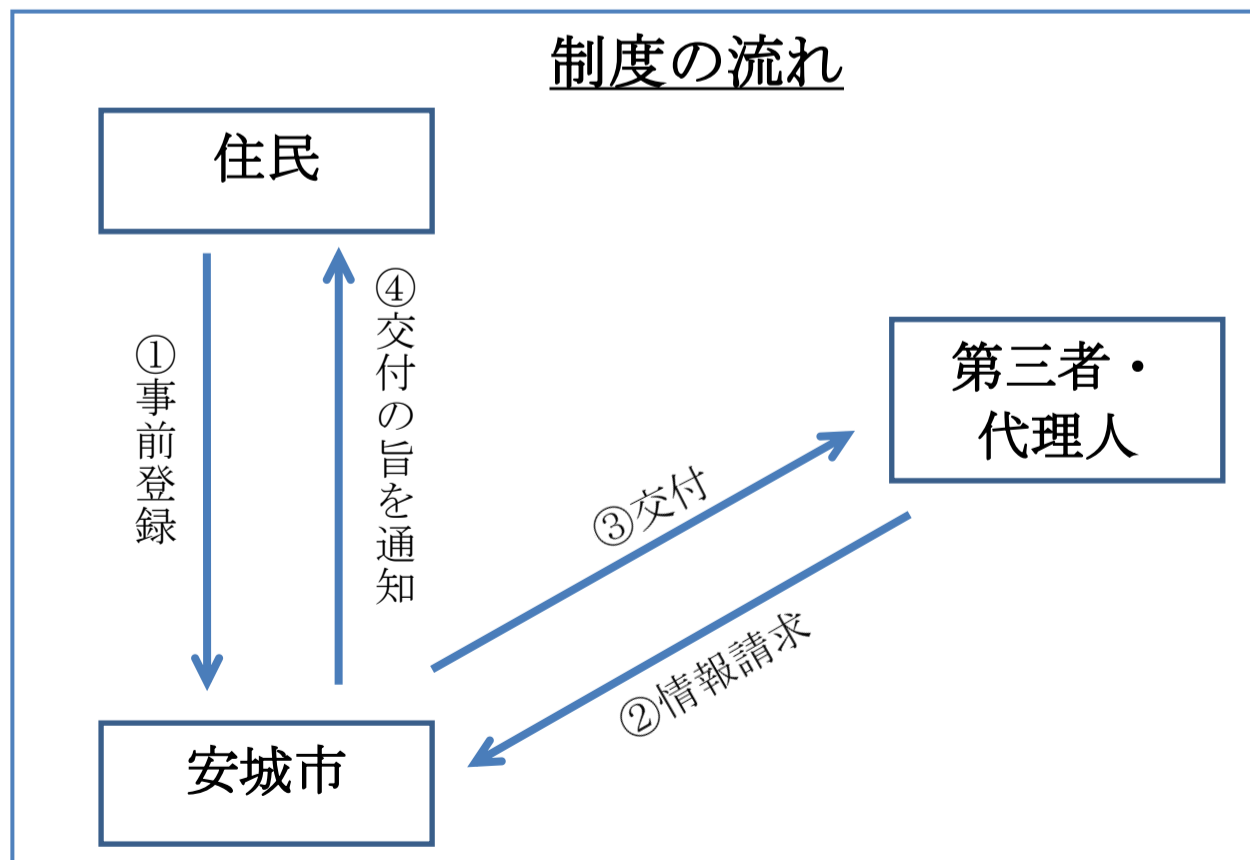 制度の流れ
住民
①事前登録
④交付の旨を通知
第三者・
代理人
③交付
②情報請求
安城市